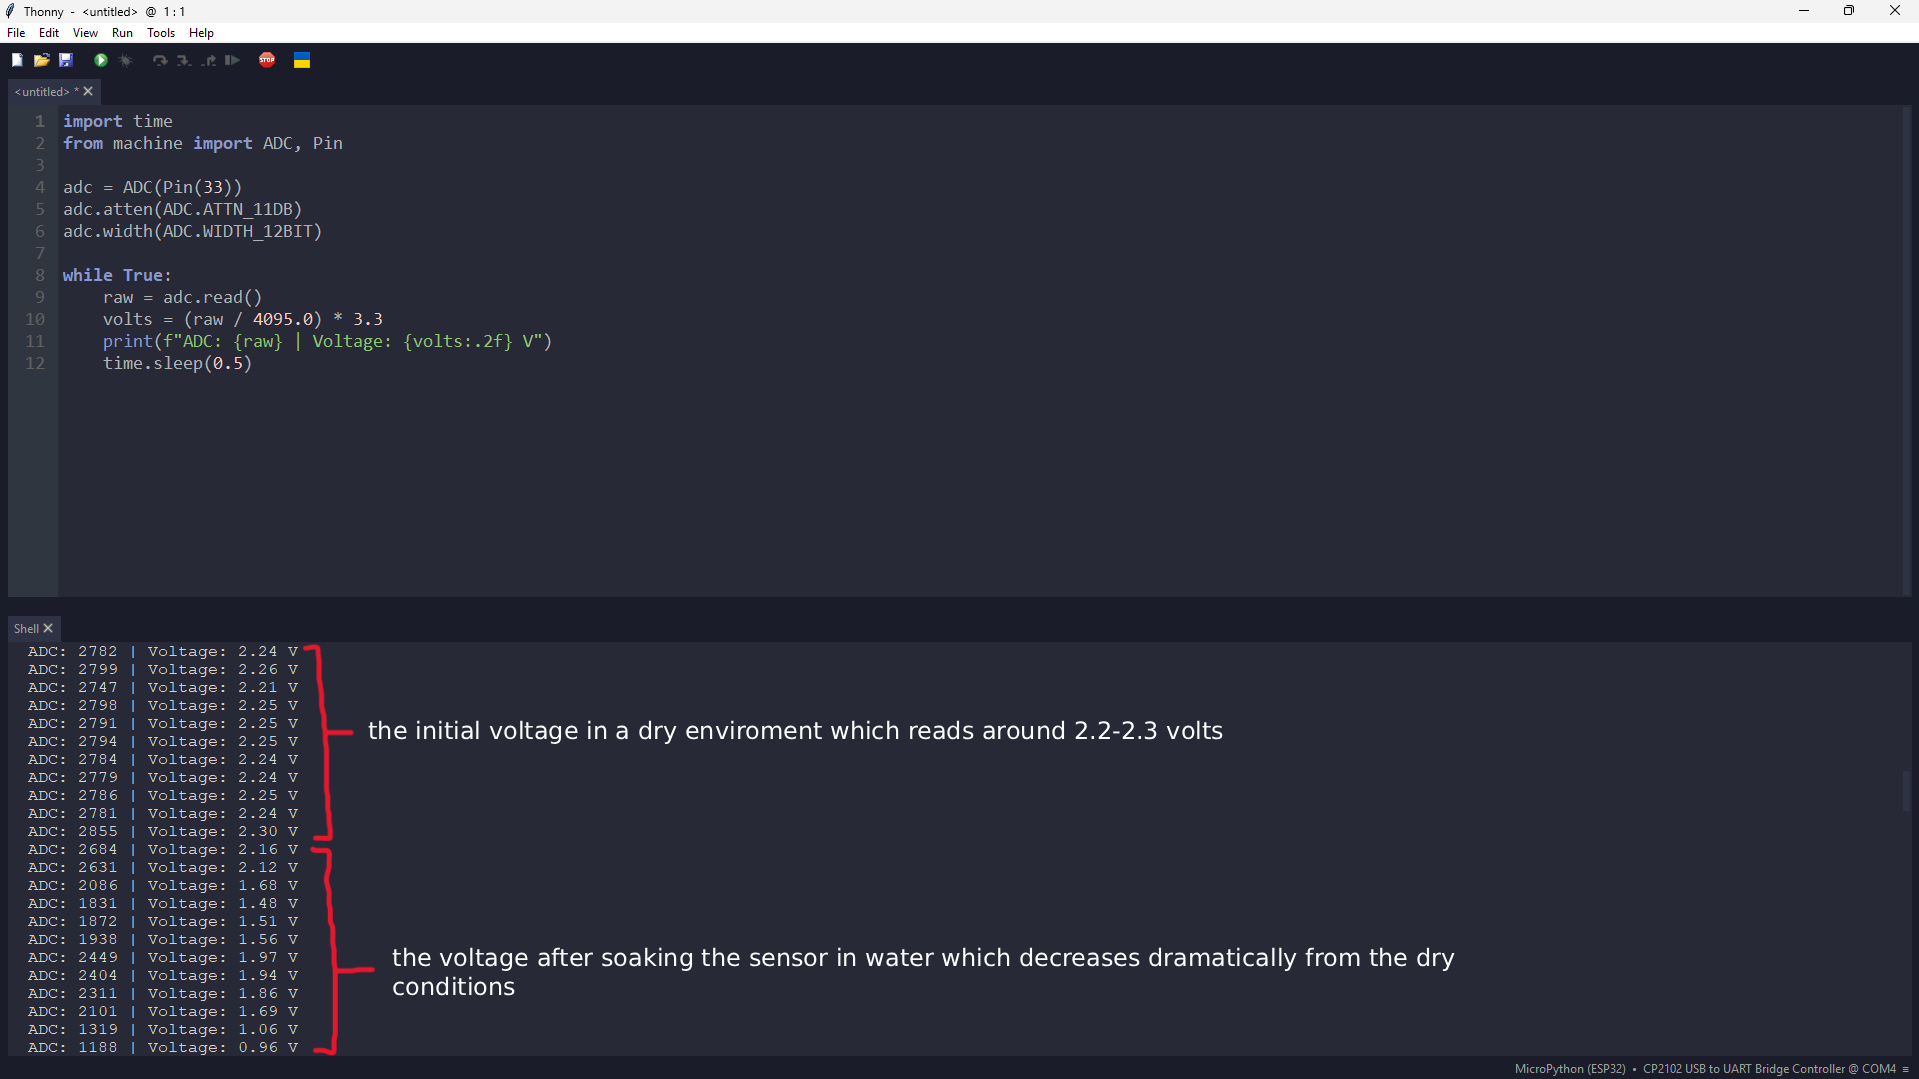 Thonny - <untitled> @ 1:1
File Edit View Run Tools Help
STOP
<untitled> *
1 import time
2 from machine import ADC, Pin
3
4 adc = ADC(Pin(33))
5 adc.atten(ADC.ATTN_11DB)
6 adc.width(ADC.WIDTH_12BIT)
7
8 while True:
9     raw = adc.read()
10     volts = (raw / 4095.0) * 3.3
11     print(f"ADC: {raw} | Voltage: {volts:.2f} V")
12     time.sleep(0.5)
Shell
ADC: 2782 | Voltage: 2.24 V
ADC: 2799 | Voltage: 2.26 V
ADC: 2747 | Voltage: 2.21 V
ADC: 2798 | Voltage: 2.25 V
ADC: 2791 | Voltage: 2.25 V
ADC: 2794 | Voltage: 2.25 V
ADC: 2784 | Voltage: 2.24 V
ADC: 2779 | Voltage: 2.24 V
ADC: 2786 | Voltage: 2.25 V
ADC: 2781 | Voltage: 2.24 V
ADC: 2855 | Voltage: 2.30 V
the initial voltage in a dry enviroment which reads around 2.2-2.3 volts
ADC: 2684 | Voltage: 2.16 V
ADC: 2631 | Voltage: 2.12 V
ADC: 2086 | Voltage: 1.68 V
ADC: 1831 | Voltage: 1.48 V
ADC: 1872 | Voltage: 1.51 V
ADC: 1938 | Voltage: 1.56 V
ADC: 2449 | Voltage: 1.97 V
ADC: 2404 | Voltage: 1.94 V
ADC: 2311 | Voltage: 1.86 V
ADC: 2101 | Voltage: 1.69 V
ADC: 1319 | Voltage: 1.06 V
ADC: 1188 | Voltage: 0.96 V
the voltage after soaking the sensor in water which decreases dramatically from the dry
conditions
MicroPython (ESP32) • CP2102 USB to UART Bridge Controller @ COM4 ≡